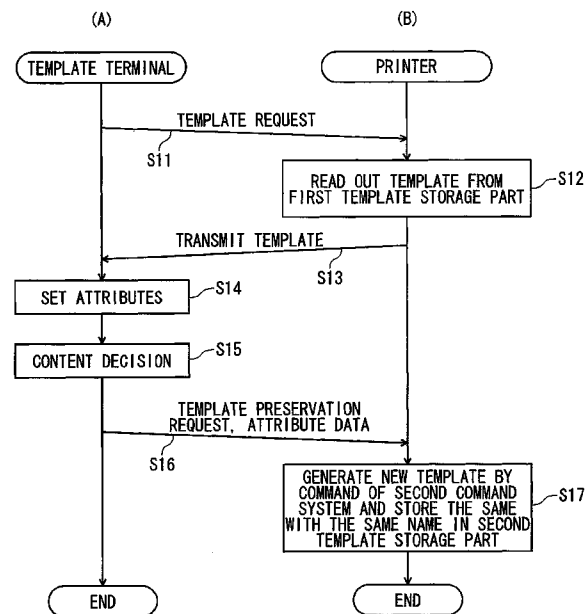 (A)
(B)
TEMPLATE TERMINAL
PRINTER
TEMPLATE REQUEST
S11
READ OUT TEMPLATE FROM
FIRST TEMPLATE STORAGE PART
S12
TRANSMIT TEMPLATE
S13
SET ATTRIBUTES
S14
CONTENT DECISION
S15
TEMPLATE PRESERVATION
REQUEST, ATTRIBUTE DATA
S16
GENERATE NEW TEMPLATE BY
COMMAND OF SECOND COMMAND
SYSTEM AND STORE THE SAME
WITH THE SAME NAME IN SECOND
TEMPLATE STORAGE PART
S17
END
END